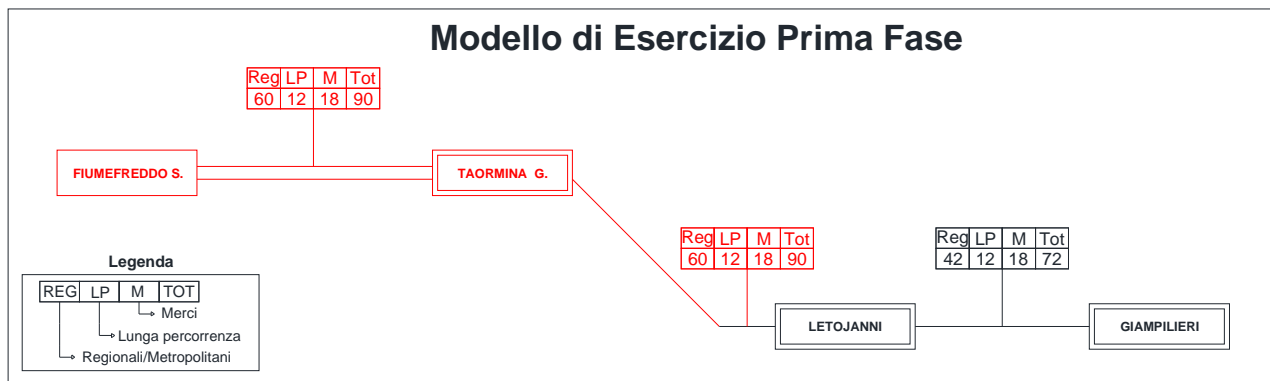 Modello di Esercizio Prima Fase
Reg LP M Tot
60 12 18 90
FIUMEFREDDO S.
TAORMINA G.
Reg LP M Tot
60 12 18 90
Reg LP M Tot
42 12 18 72
LETOJANNI
GIAMPILIERI
Legenda
REG LP M TOT
Merci
Lunga percorrenza
Regionali/Metropolitani